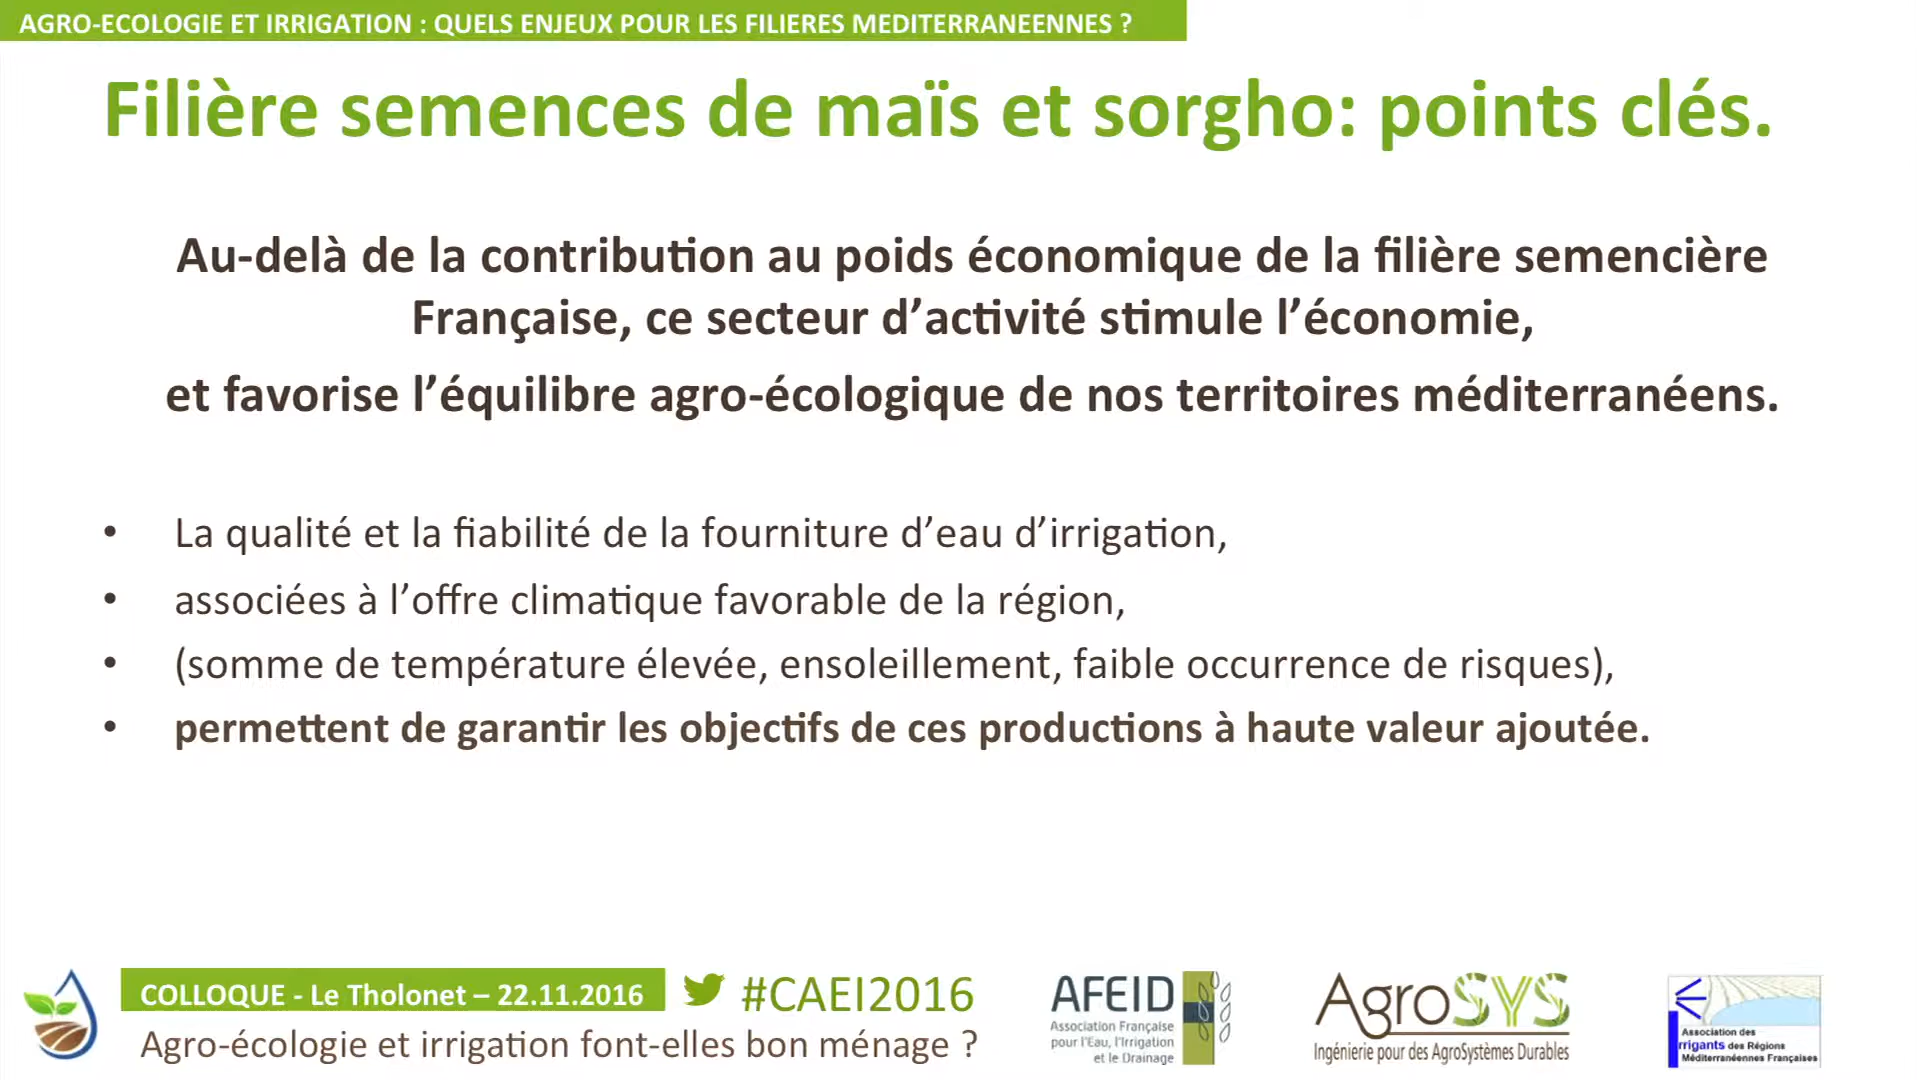 AGRO-ECOLOGIE ET IRRIGATION : QUELS ENJEUX POUR LES FILIERES MEDITERRANEENNES ?
Filière semences de maïs et sorgho: points clés.
Au-delà de la contribution au poids économique de la filière semencière
Française, ce secteur d’activité stimule l’économie,
et favorise l’équilibre agro-écologique de nos territoires méditerranéens.
• La qualité et la fiabilité de la fourniture d’eau d’irrigation,
• associées à l’offre climatique favorable de la région,
• (somme de température élevée, ensoleillement, faible occurrence de risques),
• permettent de garantir les objectifs de ces productions à haute valeur ajoutée.
COLLOQUE - Le Tholonet – 22.11.2016
#CAEI2016
Agro-écologie et irrigation font-elles bon ménage ?
AFEID
Association Française
pour l'Eau, l'Irrigation
et le Drainage
AgroSYS
Ingénierie pour des AgroSystèmes Durables
Association des
Irrigants des Régions
Méditerranéennes Françaises